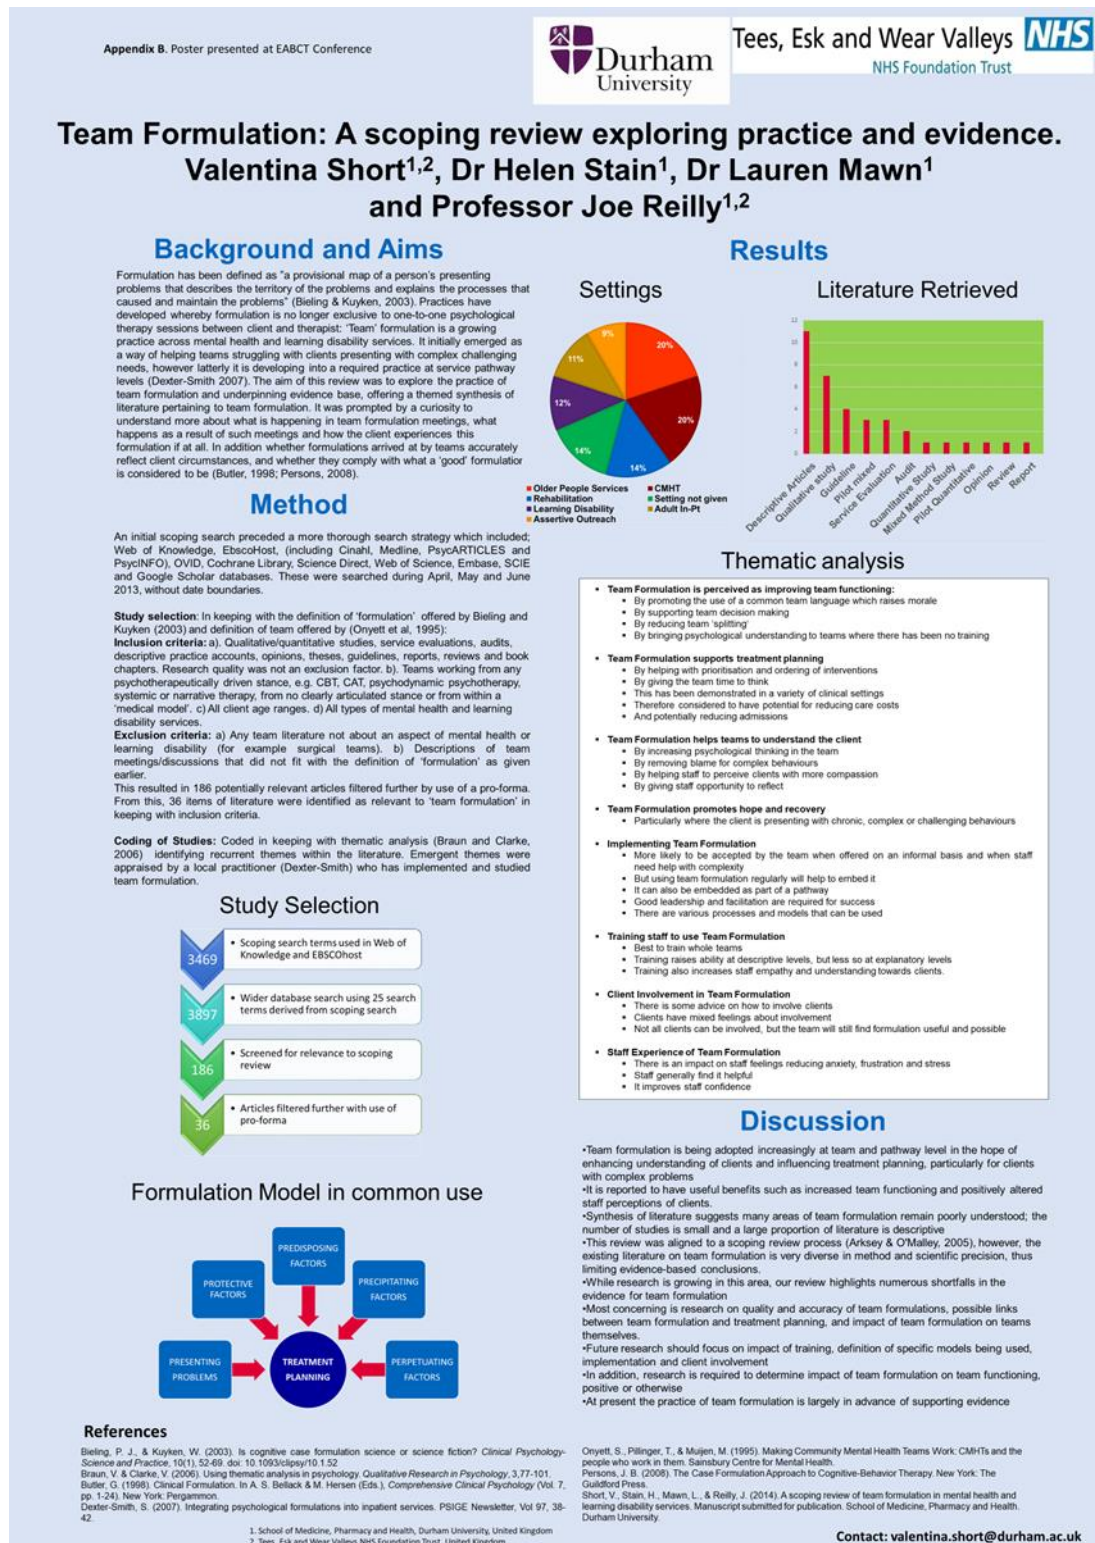 Appendix B. Poster presented at EABCT Conference
Durham
University
Tees, Esk and Wear Valleys NHS
NHS Foundation Trust
Team Formulation: A scoping review exploring practice and evidence.
Valentina Short1,2, Dr Helen Stain1, Dr Lauren Mawn1
and Professor Joe Reilly1,2
Background and Aims
Formulation has been defined as "a provisional map of a person's presenting
problems that describes the territory of the problems and explains the processes that
caused and maintain the problems" (Bieling & Kuyken, 2003). Practices have
developed whereby formulation is no longer exclusive to one-to-one psychological
therapy sessions between client and therapist: 'Team' formulation is a growing
practice across mental health and learning disability services. It initially emerged as
a way of helping teams struggling with clients presenting with complex challenging
needs, however latterly it is developing into a required practice at service pathway
levels (Dexter-Smith 2007). The aim of this review was to explore the practice of
team formulation and underpinning evidence base, offering a themed synthesis of
literature pertaining to team formulation. It was prompted by a curiosity to
understand more about what is happening in team formulation meetings, what
happens as a result of such meetings and how the client experiences this
formulation if at all. In addition whether formulations arrived at by teams accurately
reflect client circumstances, and whether they comply with what a 'good' formulation
is considered to be (Butler, 1998; Persons, 2008).
Method
An initial scoping search preceded a more thorough search strategy which included;
Web of Knowledge, EbscoHost, (including Cinahl, Medline, PsycARTICLES and
PsycINFO), OVID, Cochrane Library, Science Direct, Web of Science, Embase, SCIE
and Google Scholar databases. These were searched during April, May and June
2013, without date boundaries.
Study selection: In keeping with the definition of 'formulation' offered by Bieling and
Kuyken (2003) and definition of team offered by (Onyett et al, 1995):
Inclusion criteria: a). Qualitative/quantitative studies, service evaluations, audits,
descriptive practice accounts, opinions, theses, guidelines, reports, reviews and book
chapters. Research quality was not an exclusion factor. b). Teams working from any
psychotherapeutically driven stance, e.g. CBT, CAT, psychodynamic psychotherapy,
systemic or narrative therapy, from no clearly articulated stance or from within a
'medical model'. c) All client age ranges. d) All types of mental health and learning
disability services.
Exclusion criteria: a) Any team literature not about an aspect of mental health or
learning disability (for example surgical teams). b) Descriptions of team
meetings/discussions that did not fit with the definition of 'formulation' as given
earlier.
This resulted in 186 potentially relevant articles filtered further by use of a pro-forma.
From this, 36 items of literature were identified as relevant to 'team formulation' in
keeping with inclusion criteria.
Coding of Studies: Coded in keeping with thematic analysis (Braun and Clarke,
2006) identifying recurrent themes within the literature. Emergent themes were
appraised by a local practitioner (Dexter-Smith) who has implemented and studied
team formulation.
Study Selection
3469
• Scoping search terms used in Web of
Knowledge and EBSCOhost
3897
• Wider database search using 25 search
terms derived from scoping search
186
• Screened for relevance to scoping
review
36
• Articles filtered further with use of
pro-forma
Formulation Model in common use
PREDISPOSING
FACTORS
PROTECTIVE
FACTORS
PRECIPITATING
FACTORS
PRESENTING
PROBLEMS
TREATMENT
PLANNING
PERPETUATING
FACTORS
Results
Settings
20%
20%
14%
14%
12%
11%
9%
Older People Services
CMHT
Rehabilitation
Setting not given
Learning Disability
Adult In-Pt
Assertive Outreach
Literature Retrieved
12
10
8
6
4
2
0
Descriptive Articles
Qualitative study
Guideline
Pilot mixed
Service Evaluation
Audit
Quantitative Study
Mixed Method Study
Pilot Quantitative
Opinion
Review
Report
Thematic analysis
▪ Team Formulation is perceived as improving team functioning:
▪ By promoting the use of a common team language which raises morale
▪ By supporting team decision making
▪ By reducing team 'splitting'
▪ By bringing psychological understanding to teams where there has been no training
▪ Team Formulation supports treatment planning
▪ By helping with prioritisation and ordering of interventions
▪ By giving the team time to think
▪ This has been demonstrated in a variety of clinical settings
▪ Therefore considered to have potential for reducing care costs
▪ And potentially reducing admissions
▪ Team Formulation helps teams to understand the client
▪ By increasing psychological thinking in the team
▪ By removing blame for complex behaviours
▪ By helping staff to perceive clients with more compassion
▪ By giving staff opportunity to reflect
▪ Team Formulation promotes hope and recovery
▪ Particularly where the client is presenting with chronic, complex or challenging behaviours
▪ Implementing Team Formulation
▪ More likely to be accepted by the team when offered on an informal basis and when staff
need help with complexity
▪ But using team formulation regularly will help to embed it
▪ It can also be embedded as part of a pathway
▪ Good leadership and facilitation are required for success
▪ There are various processes and models that can be used
▪ Training staff to use Team Formulation
▪ Best to train whole teams
▪ Training raises ability at descriptive levels, but less so at explanatory levels
▪ Training also increases staff empathy and understanding towards clients.
▪ Client Involvement in Team Formulation
▪ There is some advice on how to involve clients
▪ Clients have mixed feelings about involvement
▪ Not all clients can be involved, but the team will still find formulation useful and possible
▪ Staff Experience of Team Formulation
▪ There is an impact on staff feelings reducing anxiety, frustration and stress
▪ Staff generally find it helpful
▪ It improves staff confidence
Discussion
•Team formulation is being adopted increasingly at team and pathway level in the hope of
enhancing understanding of clients and influencing treatment planning, particularly for clients
with complex problems
•It is reported to have useful benefits such as increased team functioning and positively altered
staff perceptions of clients.
•Synthesis of literature suggests many areas of team formulation remain poorly understood; the
number of studies is small and a large proportion of literature is descriptive
•This review was aligned to a scoping review process (Arksey & O'Malley, 2005), however, the
existing literature on team formulation is very diverse in method and scientific precision, thus
limiting evidence-based conclusions.
•While research is growing in this area, our review highlights numerous shortfalls in the
evidence for team formulation
•Most concerning is research on quality and accuracy of team formulations, possible links
between team formulation and treatment planning, and impact of team formulation on teams
themselves.
•Future research should focus on impact of training, definition of specific models being used,
implementation and client involvement
•In addition, research is required to determine impact of team formulation on team functioning,
positive or otherwise
•At present the practice of team formulation is largely in advance of supporting evidence
References
Bieling, P. J., & Kuyken, W. (2003). Is cognitive case formulation science or science fiction? Clinical Psychology-
Science and Practice, 10(1), 52-69. doi: 10.1093/clipsy/10.1.52
Braun, V. & Clarke, V. (2006). Using thematic analysis in psychology. Qualitative Research in Psychology, 3,77-101.
Butler, G. (1998). Clinical Formulation. In A. S. Bellack & M. Hersen (Eds.), Comprehensive Clinical Psychology (Vol. 7,
pp. 1-24). New York: Pergammon.
Dexter-Smith, S. (2007). Integrating psychological formulations into inpatient services. PSIGE Newsletter, Vol 97, 38-
42.
Onyett, S., Pillinger, T., & Muijen, M. (1995). Making Community Mental Health Teams Work: CMHTs and the
people who work in them. Sainsbury Centre for Mental Health.
Persons, J. B. (2008). The Case Formulation Approach to Cognitive-Behavior Therapy. New York: The
Guildford Press.
Short, V., Stain, H., Mawn, L., & Reilly, J. (2014). A scoping review of team formulation in mental health and
learning disability services. Manuscript submitted for publication. School of Medicine, Pharmacy and Health.
Durham University.
1. School of Medicine, Pharmacy and Health, Durham University, United Kingdom
2. Tees, Esk and Wear Valleys NHS Foundation Trust, United Kingdom
Contact: valentina.short@durham.ac.uk